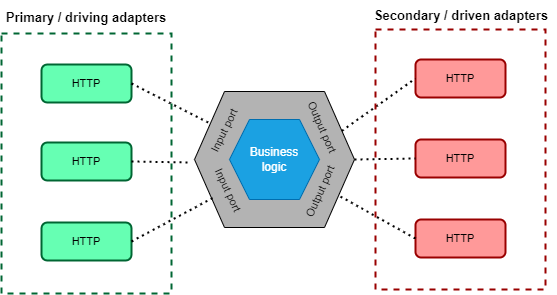 Primary / driving adapters
Secondary / driven adapters
HTTP
HTTP
HTTP
Input port
Input port
Business
logic
Output port
Output port
HTTP
HTTP
HTTP